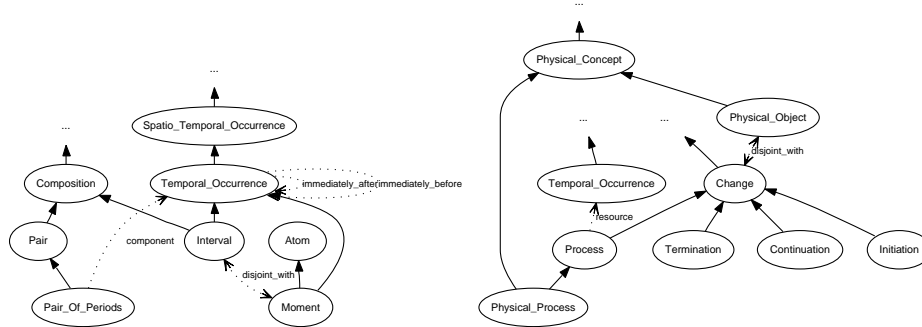 ...
Spatio_Temporal_Occurrence
...
Composition
Temporal_Occurrence
immediately_after
immediately_before
Pair
component
Interval
Atom
disjoint_with
Pair_Of_Periods
Moment
...
Physical_Concept
Physical_Object
...
...
disjoint_with
Temporal_Occurrence
Change
resource
Process
Termination
Continuation
Initiation
Physical_Process